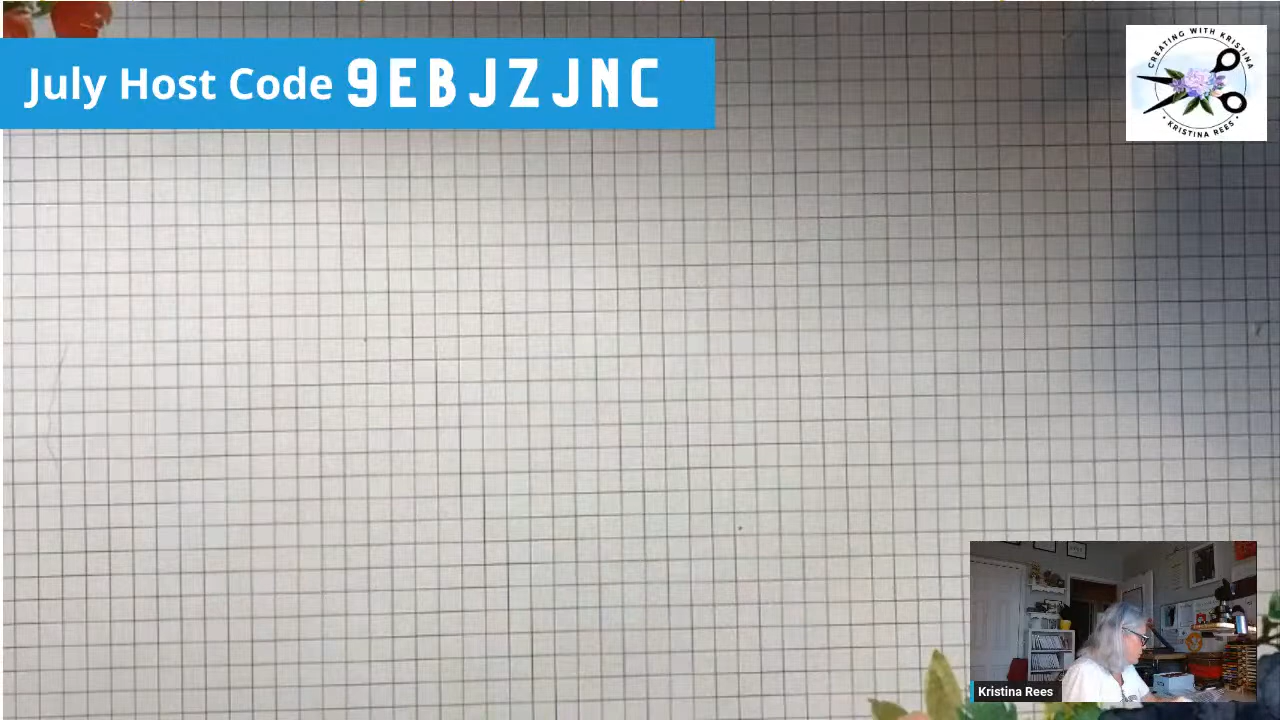 July Host Code 9EBJZJNC
CREATING WITH KRISTINA
• KRISTINA REES •
Kristina Rees